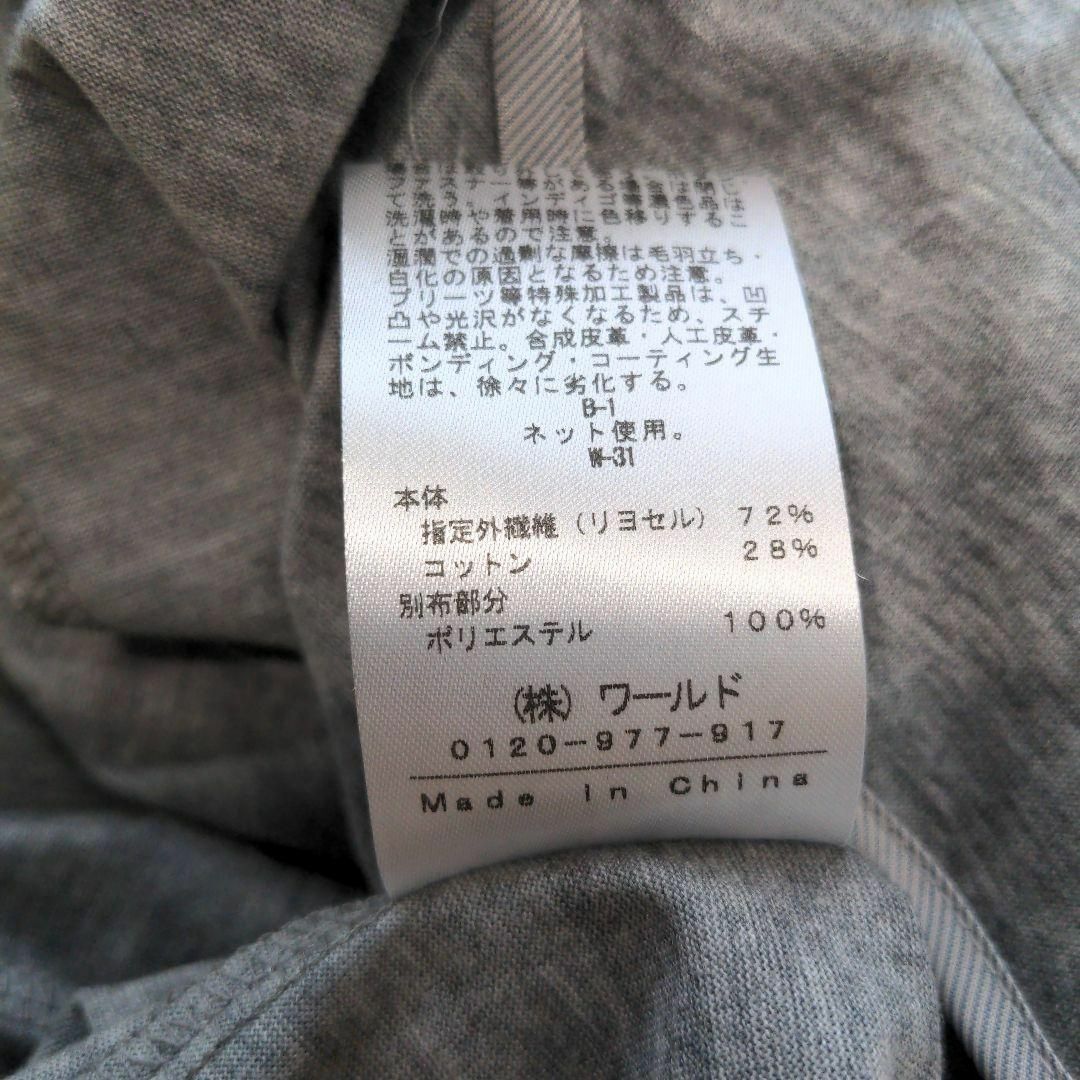 洗濯時や着用時に色移りするこ
とがあるので注意。
湿潤での過剰な摩擦は毛羽立ち・
白化の原因となるため注意。
プリーツ等特殊加工製品は、凹
凸や光沢がなくなるため、スチ
ーム禁止。合成皮革・人工皮革・
ボンディング・コーティング生
地は、徐々に劣化する。
B-1
ネット使用。
W-31
本体
指定外繊維(リヨセル) 72%
コットン 28%
別布部分
ポリエステル 100%
(株)ワールド
0120-977-917
Made in China